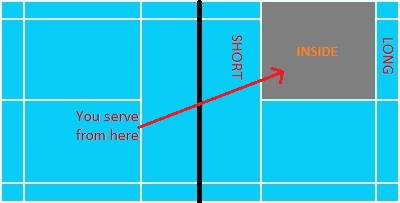 SHORT
INSIDE
LONG
You serve
from here